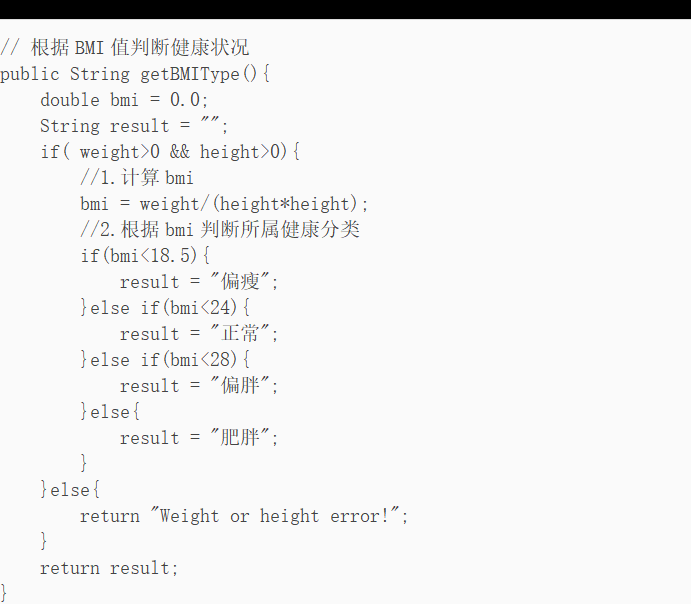 // 根据 BMI 值判断健康状况
public String getBMIType(){
    double bmi = 0.0;
    String result = "";
    if( weight>0 && height>0){
        //1.计算 bmi
        bmi = weight/(height*height);
        //2.根据 bmi 判断所属健康分类
        if(bmi<18.5){
            result = "偏瘦";
        }else if(bmi<24){
            result = "正常";
        }else if(bmi<28){
            result = "偏胖";
        }else{
            result = "肥胖";
        }
    }else{
        return "Weight or height error!";
    }
    return result;
}